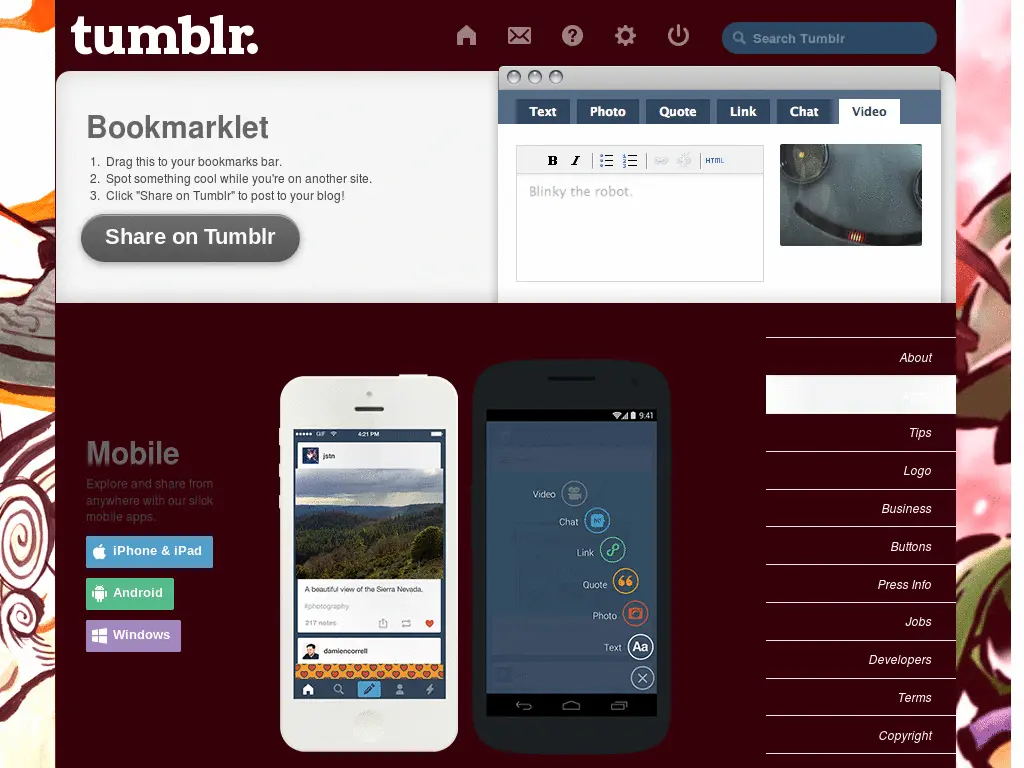 tumblr.
Search Tumblr
Bookmarklet
1. Drag this to your bookmarks bar.
2. Spot something cool while you're on another site.
3. Click "Share on Tumblr" to post to your blog!
Share on Tumblr
Text Photo Quote Link Chat Video
B I HTML
Blinky the robot.
Mobile
Explore and share from
anywhere with our slick
mobile apps.
iPhone & iPad
Android
Windows
GIF 4:21 PM
jstn
A beautiful view of the Sierra Nevada.
#photography
217 notes
damiencorrell
9:41
Video
Chat
Link
Quote
Photo
Text Aa
About
Tips
Logo
Business
Buttons
Press Info
Jobs
Developers
Terms
Copyright